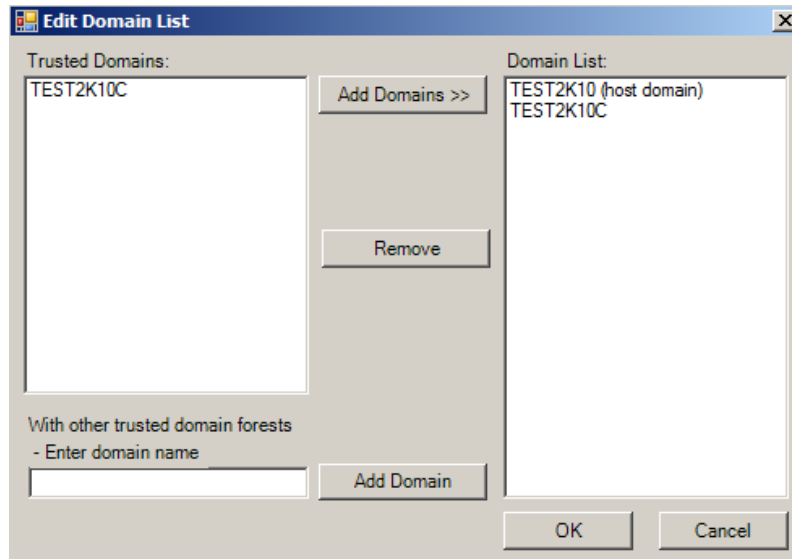 Edit Domain List
Trusted Domains:
TEST2K10C
Add Domains >>
Domain List:
TEST2K10 (host domain)
TEST2K10C
Remove
With other trusted domain forests
- Enter domain name
Add Domain
OK
Cancel